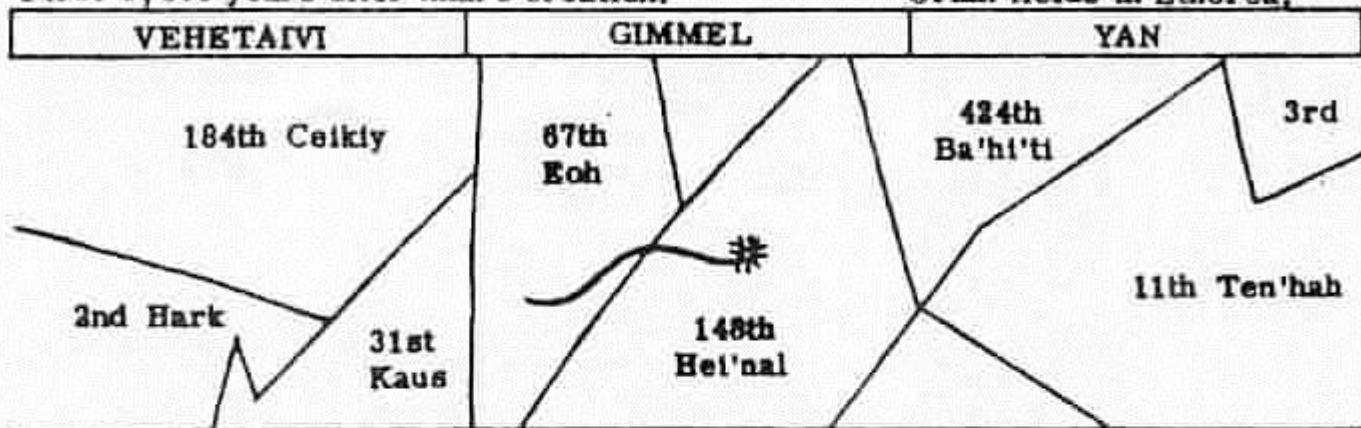 VEHETAIVI GIMMEL YAN
184th Ceikiy
67th
Eoh
424th
Ba'hi'ti
3rd
2nd Hark
31st
Kaus
148th
Hei'nal
11th Ten'hah